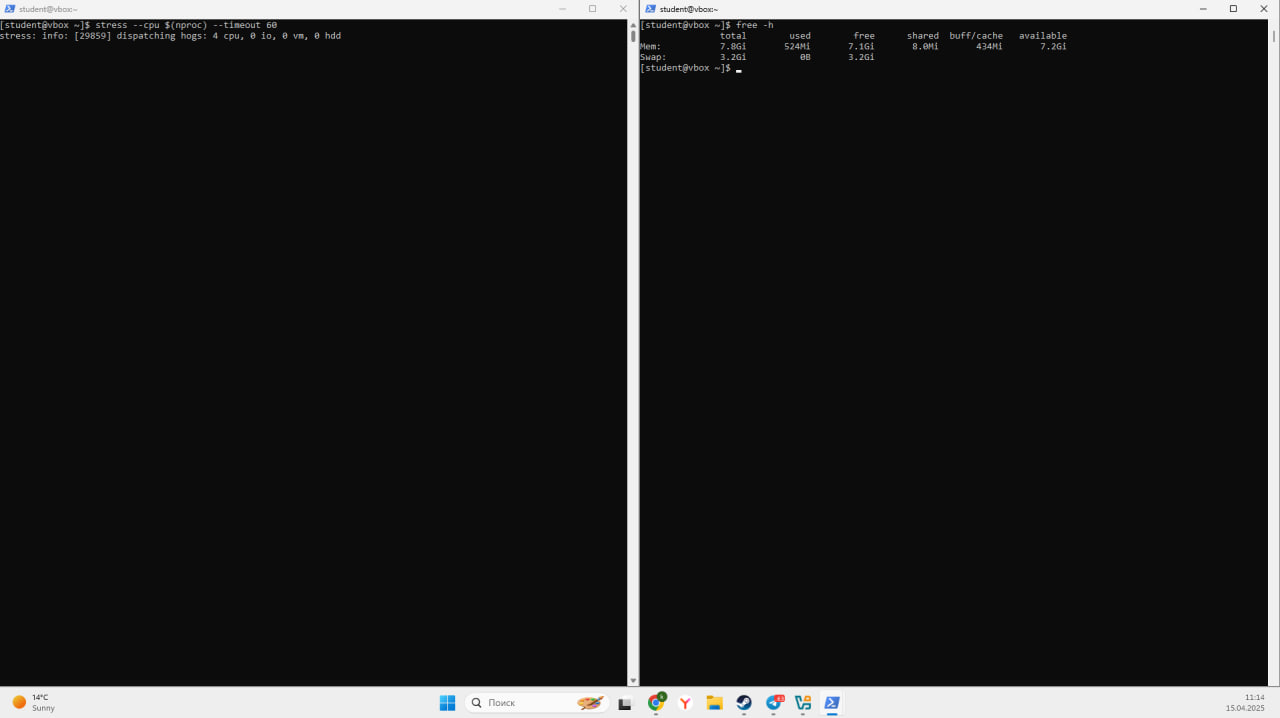 student@vbox:~
[student@vbox ~]$ stress --cpu $(nproc) --timeout 60
stress: info: [29859] dispatching hogs: 4 cpu, 0 io, 0 vm, 0 hdd
student@vbox:~
[student@vbox ~]$ free -h
total used free shared buff/cache available
Mem: 7.8Gi 524Mi 7.1Gi 8.0Mi 434Mi 7.2Gi
Swap: 3.2Gi 0B 3.2Gi
[student@vbox ~]$
14°C
Sunny
Поиск
11:14
15.04.2025